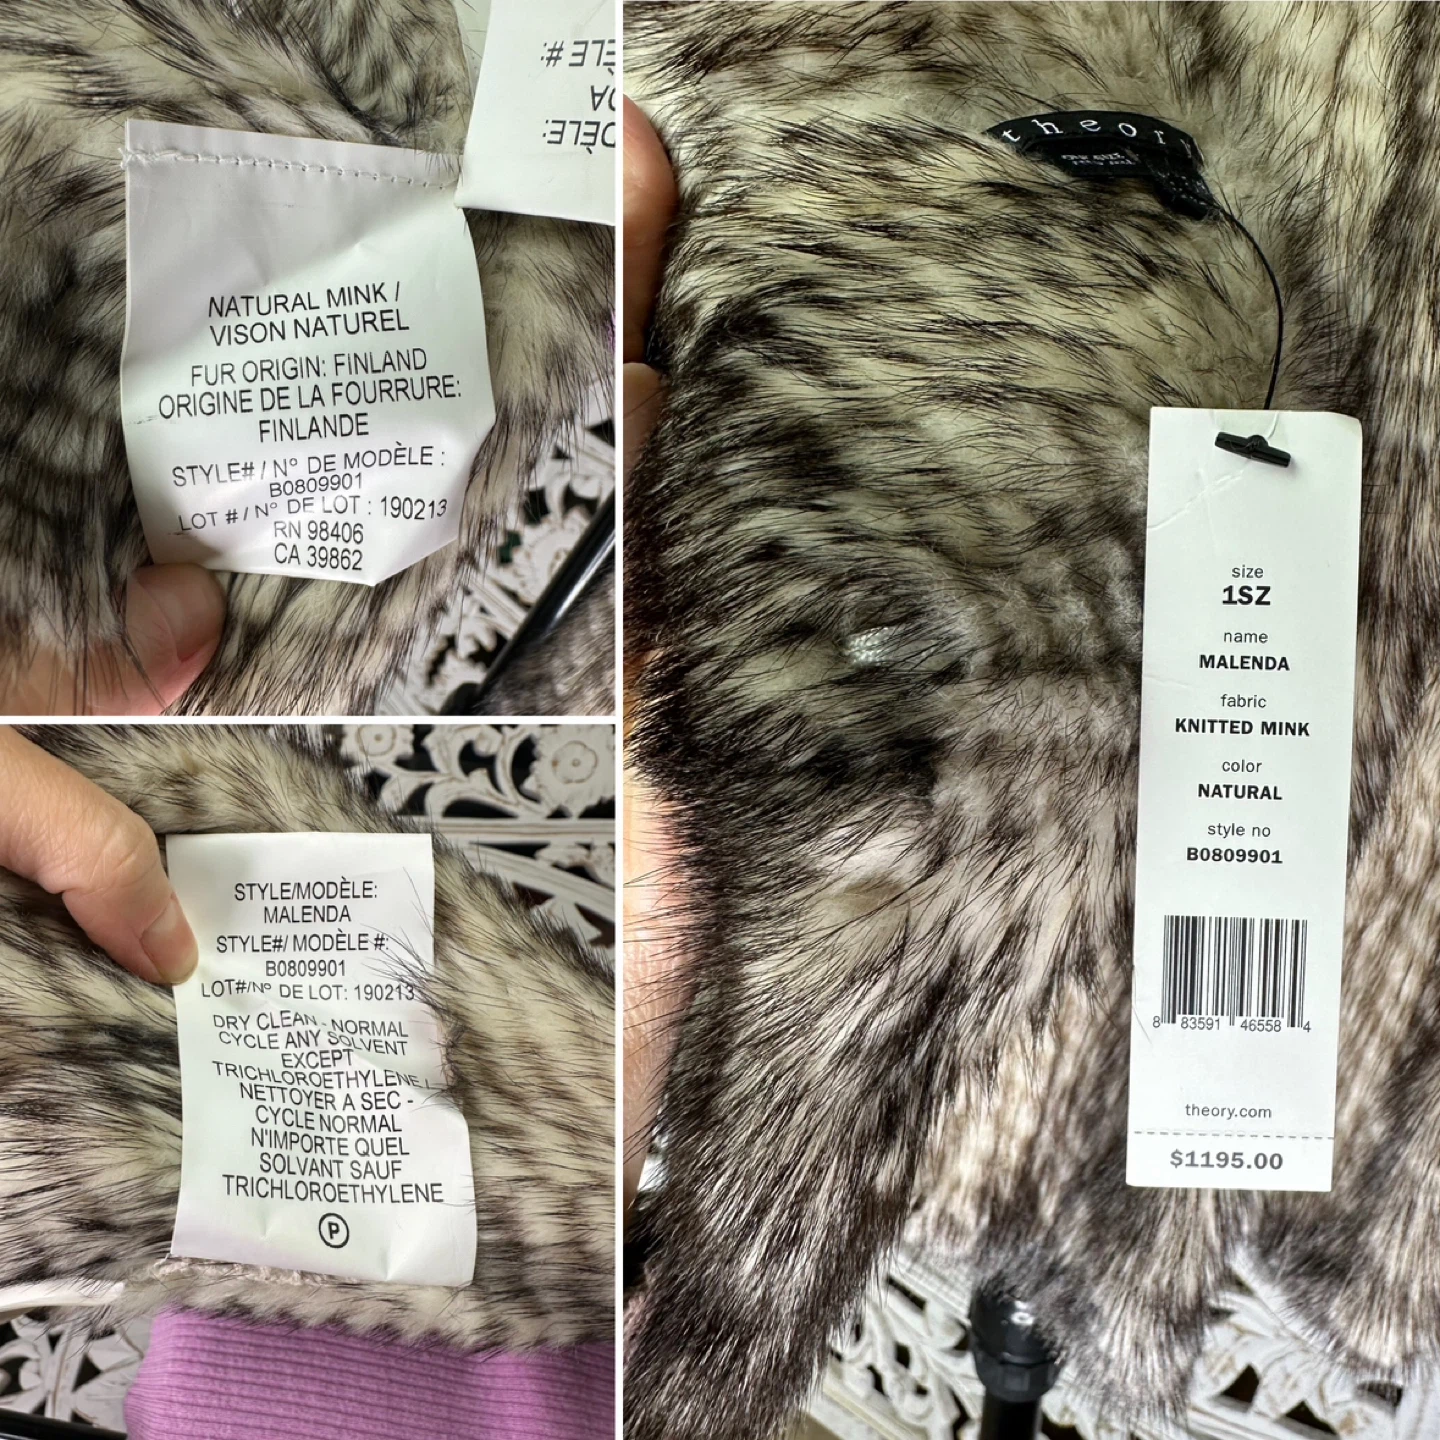 NATURAL MINK /
VISON NATUREL
FUR ORIGIN: FINLAND
ORIGINE DE LA FOURRURE:
FINLANDE
STYLE# / Nº DE MODÈLE :
B0809901
LOT # / Nº DE LOT : 190213
RN 98406
CA 39862
STYLE/MODÈLE:
MALENDA
STYLE#/ MODÈLE #:
B0809901
LOT#/Nº DE LOT: 190213
DRY CLEAN - NORMAL
CYCLE ANY SOLVENT
EXCEPT
TRICHLOROETHYLENE /
NETTOYER A SEC -
CYCLE NORMAL
N'IMPORTE QUEL
SOLVANT SAUF
TRICHLOROETHYLENE
P
theory
size
1SZ
name
MALENDA
fabric
KNITTED MINK
color
NATURAL
style no
B0809901
8 83591 46558 4
theory.com
$1195.00